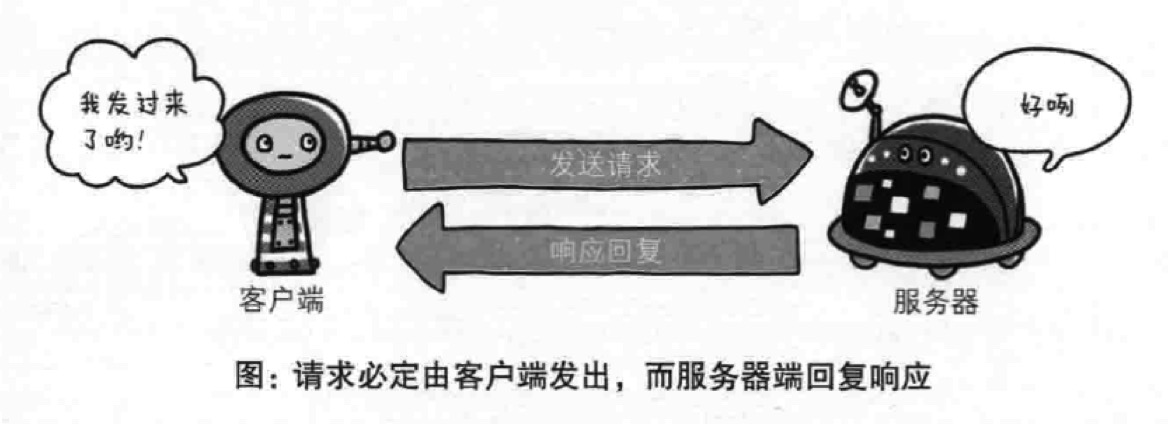 我发过来
了哟!
好咧
发送请求
响应回复
客户端
服务器
图：请求必定由客户端发出，而服务器端回复响应